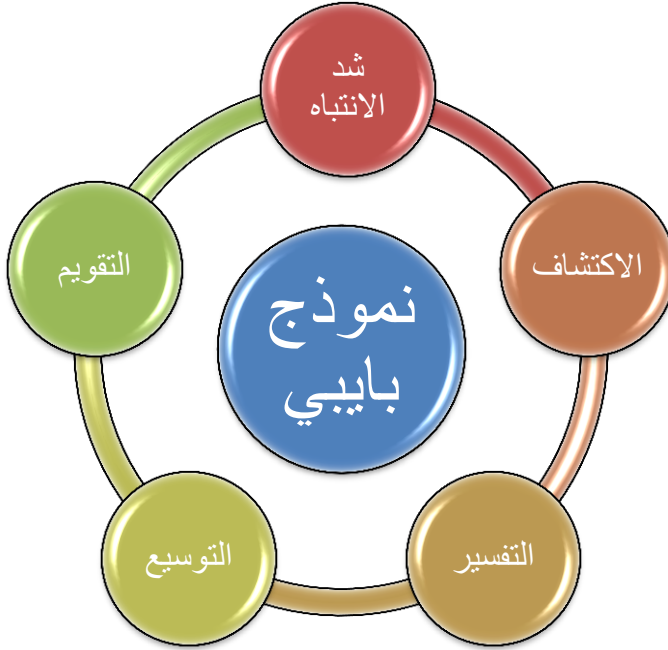 شد
الانتباه
الاكتشاف
التفسير
التوسيع
التقويم
نموذج
بايبي